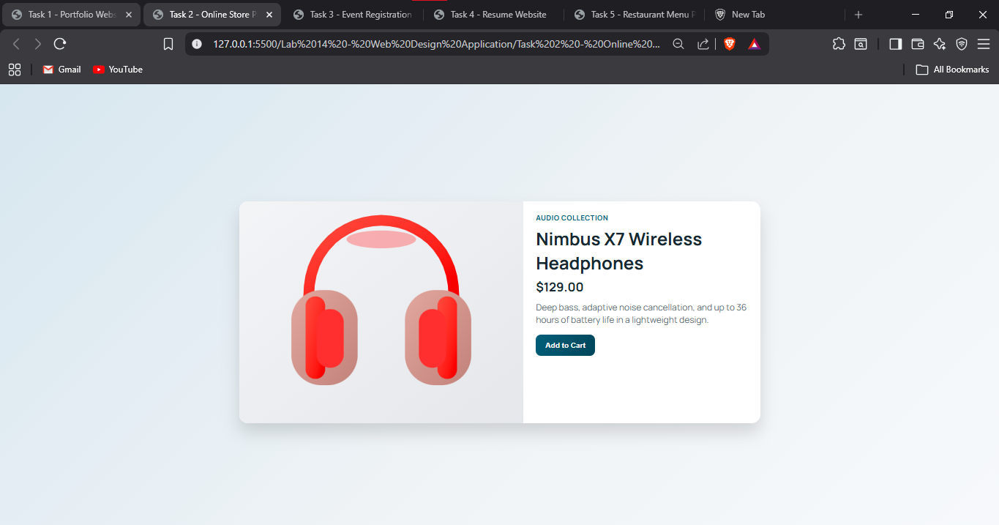 Task 1 - Portfolio Webs
Task 2 - Online Store P
Task 3 - Event Registration
Task 4 - Resume Website
Task 5 - Restaurant Menu P
New Tab
127.0.0.1:5500/Lab%2014%20-%20Web%20Design%20Application/Task%202%20-%20Online%20...
Gmail
YouTube
All Bookmarks
AUDIO COLLECTION
Nimbus X7 Wireless
Headphones
$129.00
Deep bass, adaptive noise cancellation, and up to 36
hours of battery life in a lightweight design.
Add to Cart